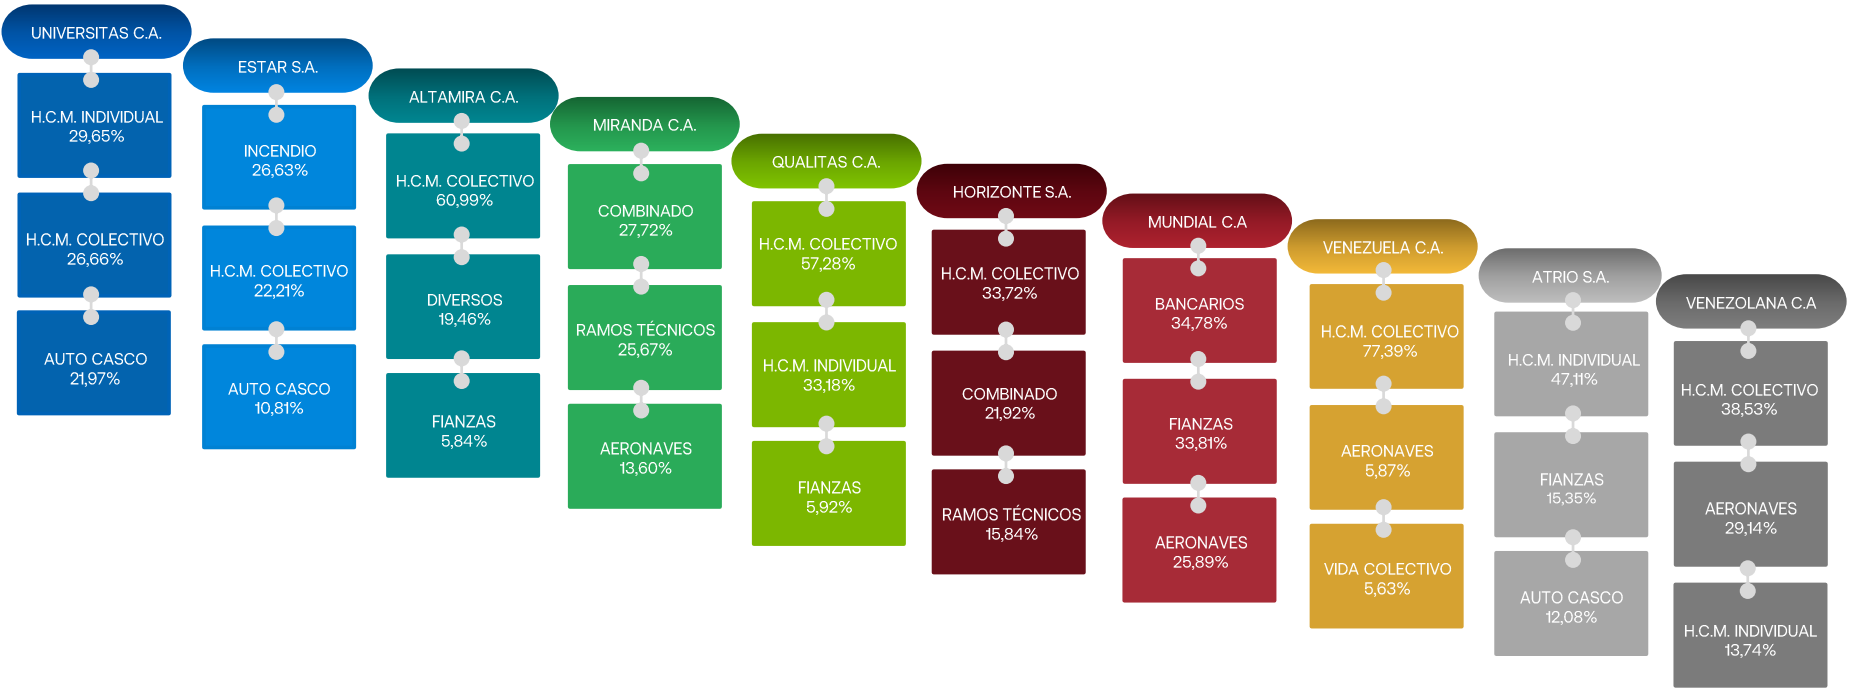 UNIVERSITAS C.A.
H.C.M. INDIVIDUAL
29,65%
H.C.M. COLECTIVO
26,66%
AUTO CASCO
21,97%
ESTAR S.A.
INCENDIO
26,63%
H.C.M. COLECTIVO
22,21%
AUTO CASCO
10,81%
ALTAMIRA C.A.
H.C.M. COLECTIVO
60,99%
DIVERSOS
19,46%
FIANZAS
5,84%
MIRANDA C.A.
COMBINADO
27,72%
RAMOS TÉCNICOS
25,67%
AERONAVES
13,60%
QUALITAS C.A.
H.C.M. COLECTIVO
57,28%
H.C.M. INDIVIDUAL
33,18%
FIANZAS
5,92%
HORIZONTE S.A.
H.C.M. COLECTIVO
33,72%
COMBINADO
21,92%
RAMOS TÉCNICOS
15,84%
MUNDIAL C.A
BANCARIOS
34,78%
FIANZAS
33,81%
AERONAVES
25,89%
VENEZUELA C.A.
H.C.M. COLECTIVO
77,39%
AERONAVES
5,87%
VIDA COLECTIVO
5,63%
ATRIO S.A.
H.C.M. INDIVIDUAL
47,11%
FIANZAS
15,35%
AUTO CASCO
12,08%
VENEZOLANA C.A
H.C.M. COLECTIVO
38,53%
AERONAVES
29,14%
H.C.M. INDIVIDUAL
13,74%